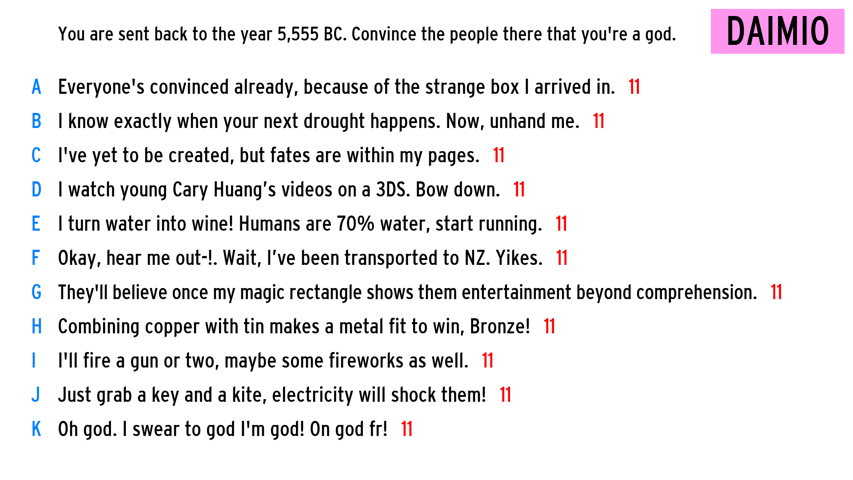 You are sent back to the year 5,555 BC. Convince the people there that you're a god.
DAIMIO
A Everyone's convinced already, because of the strange box I arrived in. 11
B I know exactly when your next drought happens. Now, unhand me. 11
C I've yet to be created, but fates are within my pages. 11
D I watch young Cary Huang’s videos on a 3DS. Bow down. 11
E I turn water into wine! Humans are 70% water, start running. 11
F Okay, hear me out-!. Wait, I’ve been transported to NZ. Yikes. 11
G They'll believe once my magic rectangle shows them entertainment beyond comprehension. 11
H Combining copper with tin makes a metal fit to win, Bronze! 11
I I'll fire a gun or two, maybe some fireworks as well. 11
J Just grab a key and a kite, electricity will shock them! 11
K Oh god. I swear to god I'm god! On god fr! 11